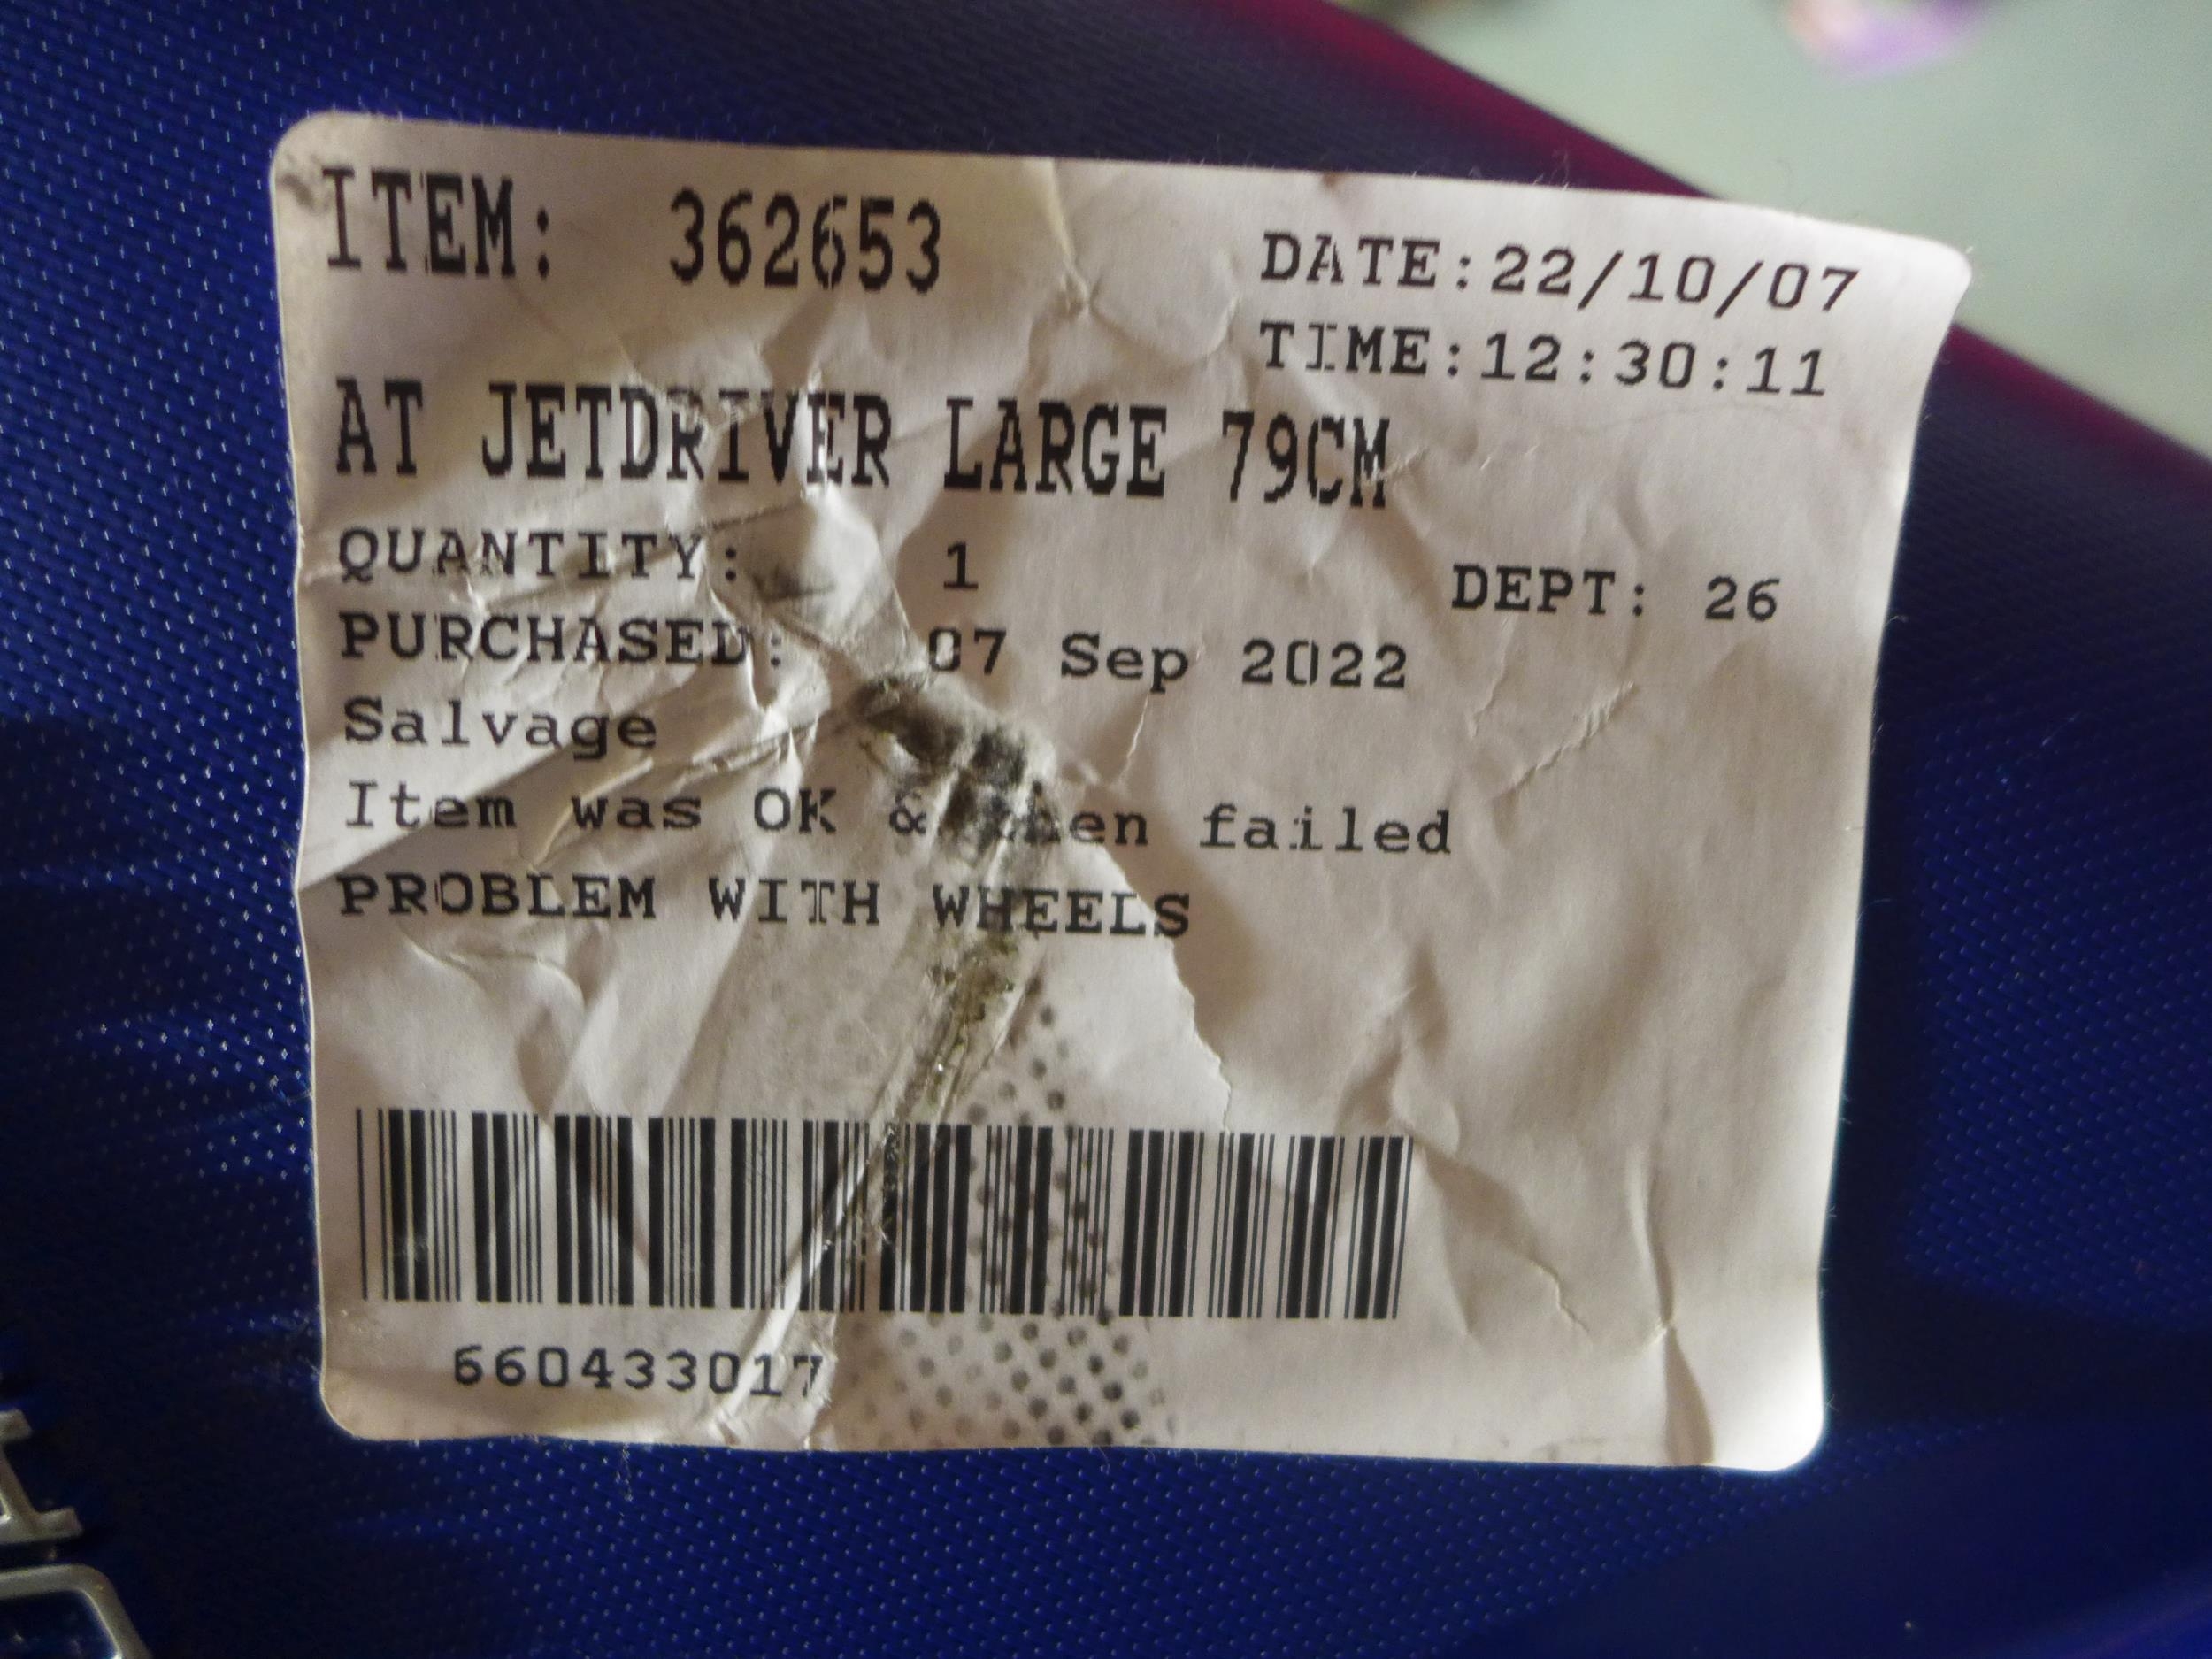 ITEM: 362653
DATE:22/10/07
TIME:12:30:11
AT JETDRIVER LARGE 79CM
QUANTITY: 1
DEPT: 26
PURCHASED: 07 Sep 2022
Salvage
Item was OK & then failed
PROBLEM WITH WHEELS
660433017